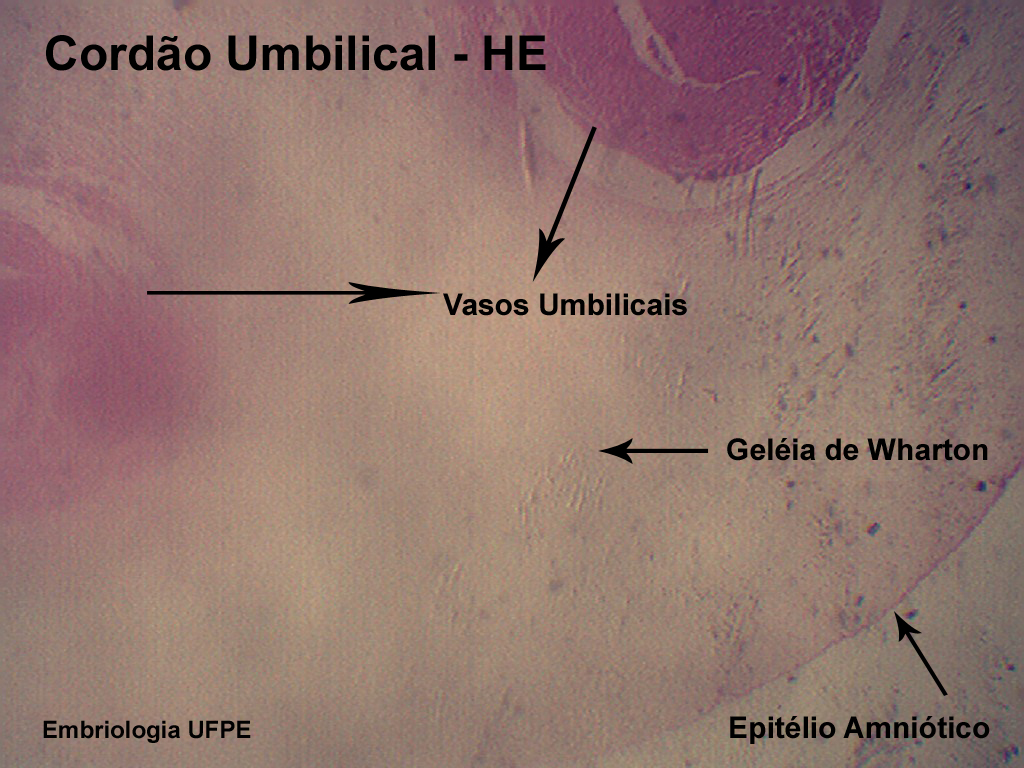 Cordão Umbilical - HE
Vasos Umbilicais
Geléia de Wharton
Epitélio Amniótico
Embriologia UFPE